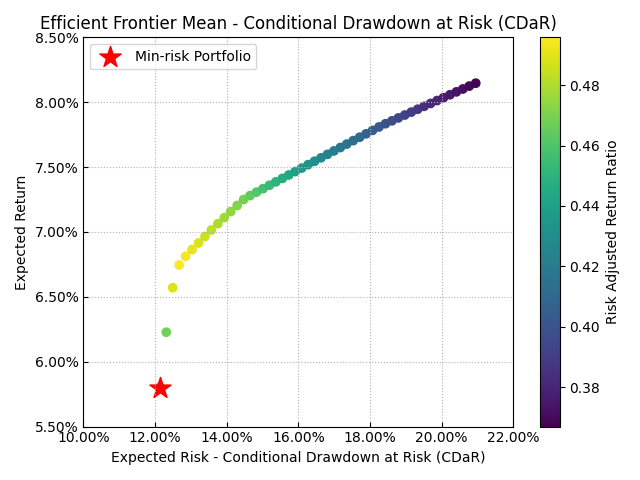 Efficient Frontier Mean - Conditional Drawdown at Risk (CDaR)
Min-risk Portfolio
8.50%
8.00%
7.50%
7.00%
6.50%
6.00%
5.50%
Expected Return
10.00% 12.00% 14.00% 16.00% 18.00% 20.00% 22.00%
Expected Risk - Conditional Drawdown at Risk (CDaR)
0.48
0.46
0.44
0.42
0.40
0.38
Risk Adjusted Return Ratio